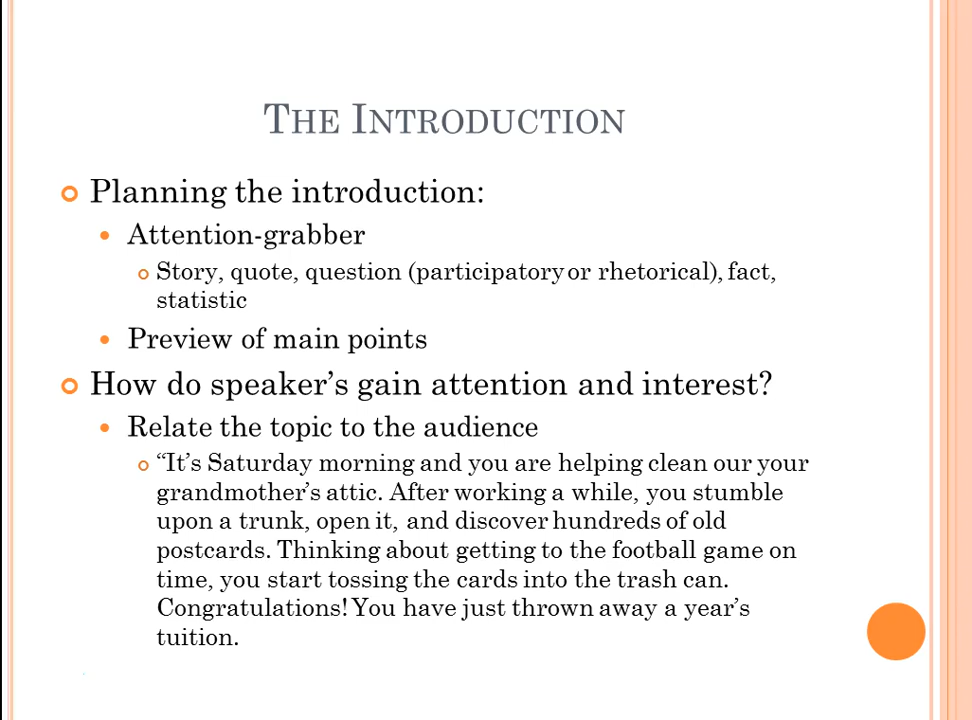 The Introduction
Planning the introduction:
Attention-grabber
Story, quote, question (participatory or rhetorical), fact,
statistic
Preview of main points
How do speaker’s gain attention and interest?
Relate the topic to the audience
“It’s Saturday morning and you are helping clean our your
grandmother’s attic. After working a while, you stumble
upon a trunk, open it, and discover hundreds of old
postcards. Thinking about getting to the football game on
time, you start tossing the cards into the trash can.
Congratulations! You have just thrown away a year’s
tuition.